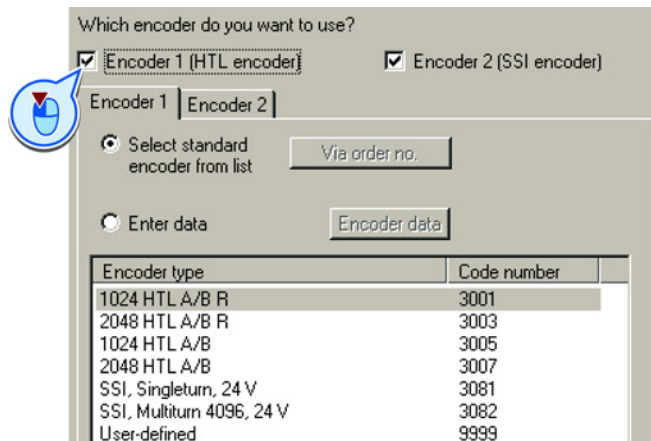 Which encoder do you want to use?
Encoder 1 (HTL encoder) Encoder 2 (SSI encoder)
Encoder 1 Encoder 2
Select standard
encoder from list
Via order no.
Enter data Encoder data
Encoder type Code number
1024 HTL A/B R 3001
2048 HTL A/B R 3003
1024 HTL A/B 3005
2048 HTL A/B 3007
SSI, Singleturn, 24 V 3081
SSI, Multiturn 4096, 24 V 3082
User-defined 9999